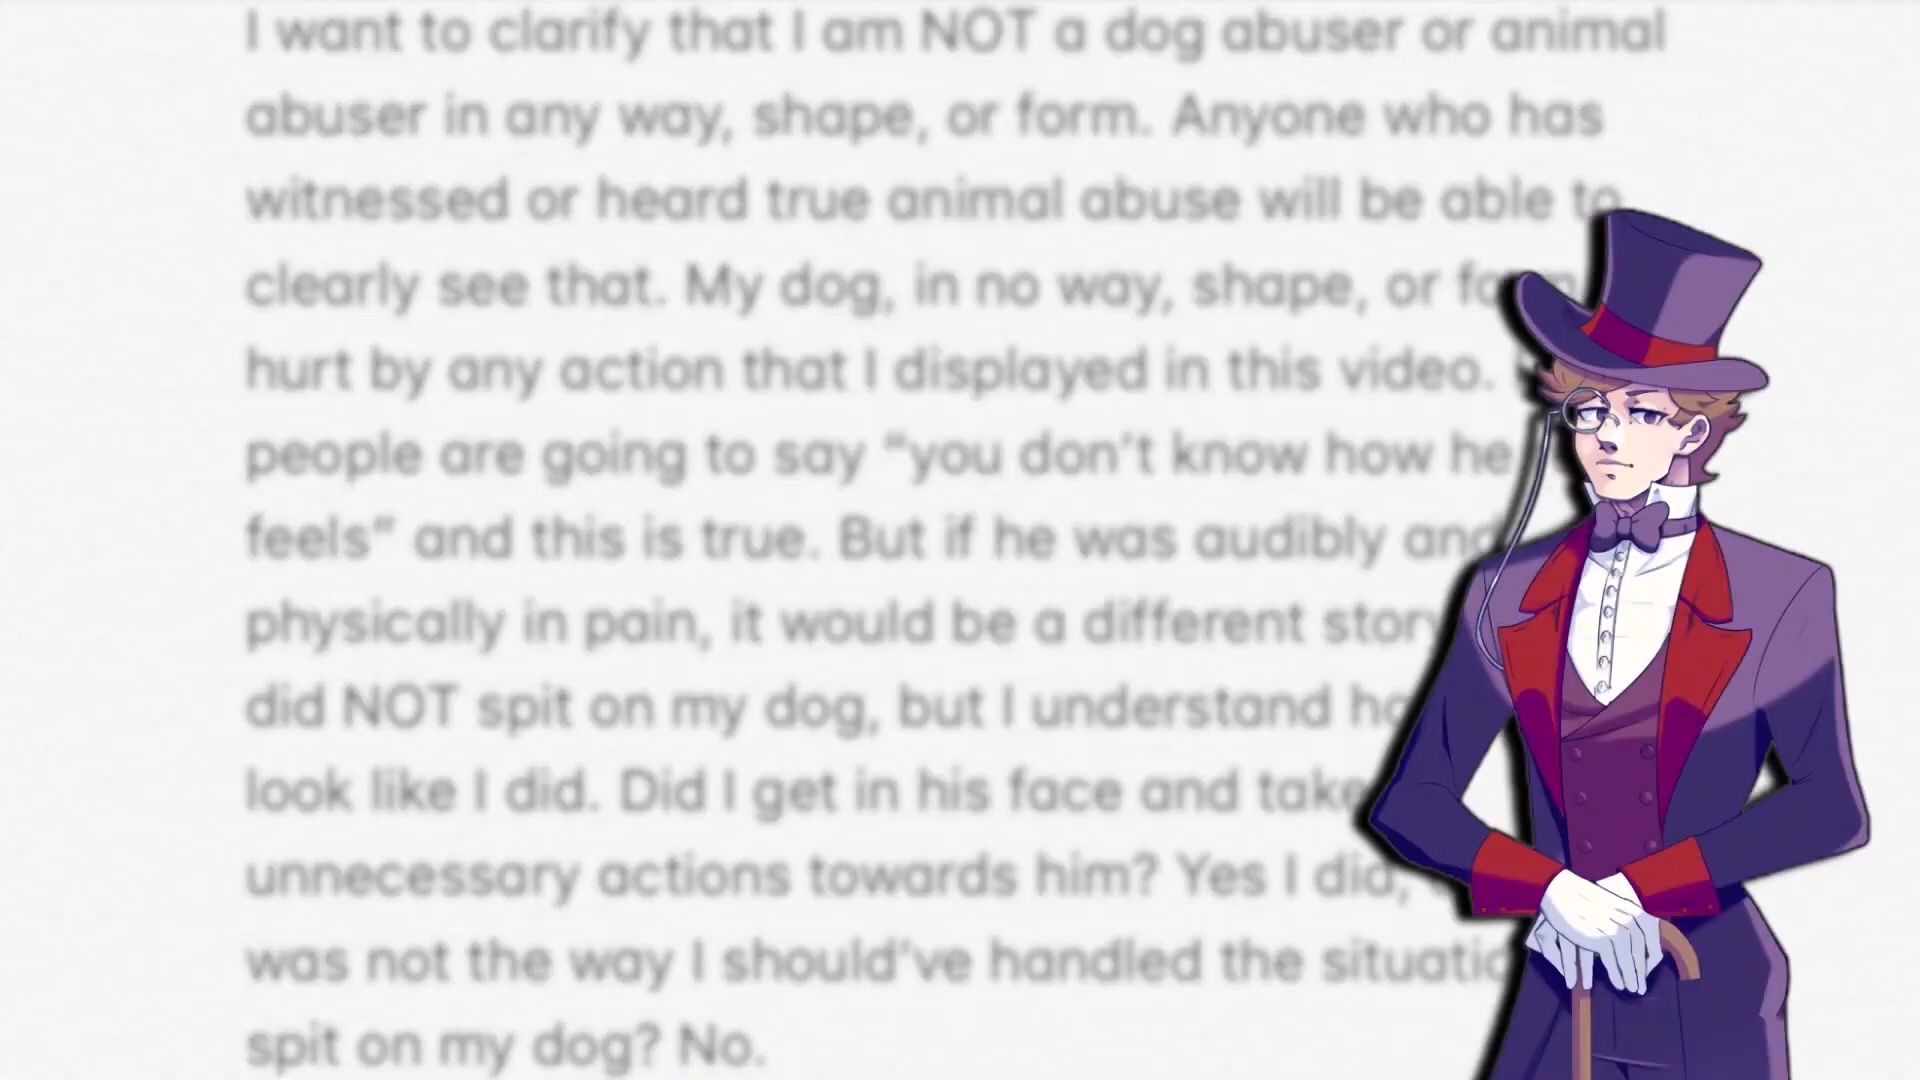 I want to clarify that I am NOT a dog abuser or animal
abuser in any way, shape, or form. Anyone who has
witnessed or heard true animal abuse will be able to
clearly see that. My dog, in no way, shape, or form
hurt by any action that I displayed in this video.
people are going to say “you don’t know how he
feels” and this is true. But if he was audibly and
physically in pain, it would be a different story
did NOT spit on my dog, but I understand
look like I did. Did I get in his face and take
unnecessary actions towards him? Yes I did,
was not the way I should’ve handled the situation
spit on my dog? No.